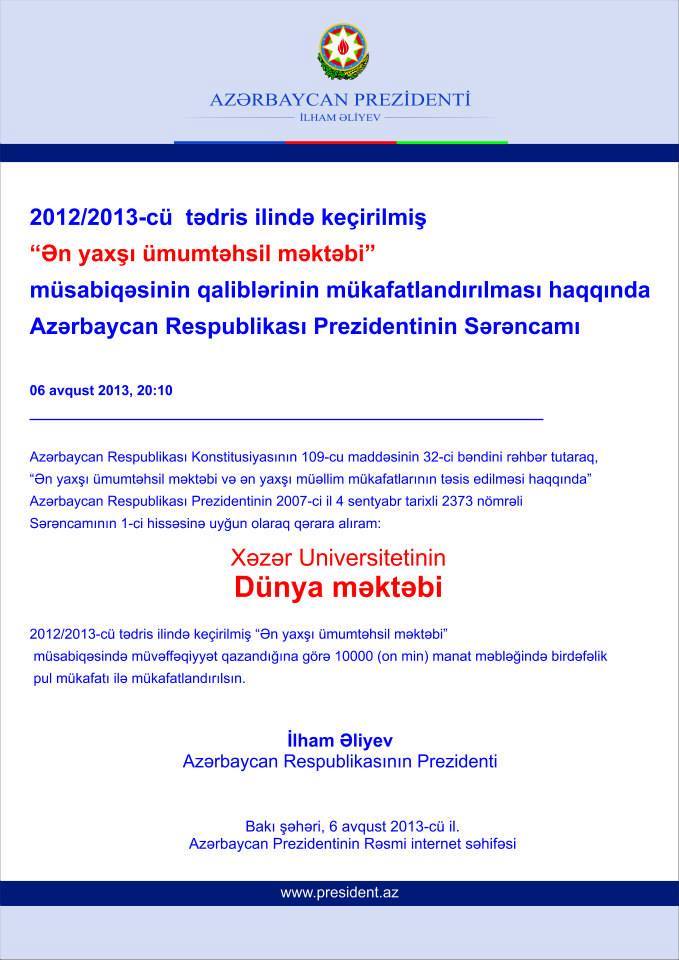 AZƏRBAYCAN PREZİDENTİ
İLHAM ƏLİYEV
2012/2013-cü tədris ilində keçirilmiş
“Ən yaxşı ümumtəhsil məktəbi”
müsabiqəsinin qaliblərinin mükafatlandırılması haqqında
Azərbaycan Respublikası Prezidentinin Sərəncamı
06 avqust 2013, 20:10
Azərbaycan Respublikası Konstitusiyasının 109-cu maddəsinin 32-ci bəndini rəhbər tutaraq,
“Ən yaxşı ümumtəhsil məktəbi və ən yaxşı müəllim mükafatlarının təsis edilməsi haqqında”
Azərbaycan Respublikası Prezidentinin 2007-ci il 4 sentyabr tarixli 2373 nömrəli
Sərəncamının 1-ci hissəsinə uyğun olaraq qərara alıram:
Xəzər Universitetinin
Dünya məktəbi
2012/2013-cü tədris ilində keçirilmiş “Ən yaxşı ümumtəhsil məktəbi”
müsabiqəsində müvəffəqiyyət qazandığına görə 10000 (on min) manat məbləğində birdəfəlik
pul mükafatı ilə mükafatlandırılsın.
İlham Əliyev
Azərbaycan Respublikasının Prezidenti
Bakı şəhəri, 6 avqust 2013-cü il.
Azərbaycan Prezidentinin Rəsmi internet səhifəsi
www.president.az